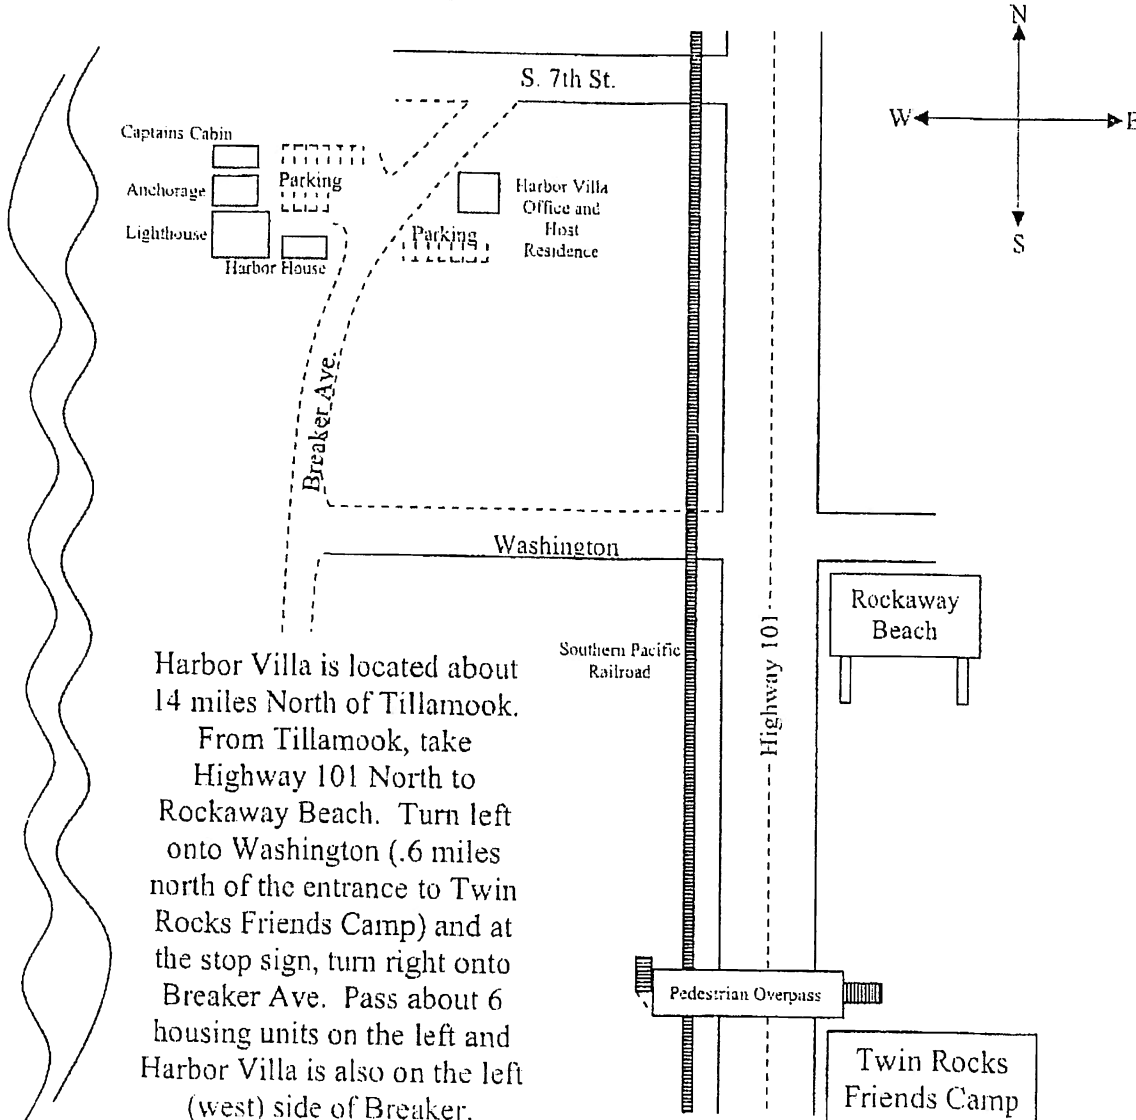 N
S. 7th St.
W
E
S
Captains Cabin
Parking
Anchorage
Harbor Villa
Office and
Host
Residence
Lighthouse
Parking
Harbor House
Breaker Ave.
Washington
Rockaway
Beach
Highway 101
Southern Pacific
Railroad
Harbor Villa is located about
14 miles North of Tillamook.
From Tillamook, take
Highway 101 North to
Rockaway Beach. Turn left
onto Washington (.6 miles
north of the entrance to Twin
Rocks Friends Camp) and at
the stop sign, turn right onto
Breaker Ave. Pass about 6
housing units on the left and
Harbor Villa is also on the left
(west) side of Breaker.
Pedestrian Overpass
Twin Rocks
Friends Camp